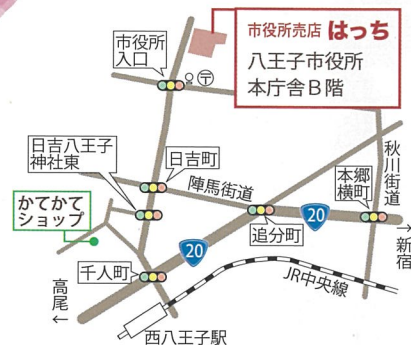 市役所売店 はっち
八王子市役所
本庁舎B階
市役所
入口
〒
日吉八王子
神社東
日吉町
陣馬街道
本郷
横町
秋川街道
かてかて
ショップ
20
追分町
20
→新宿
千人町
高尾←
JR中央線
西八王子駅